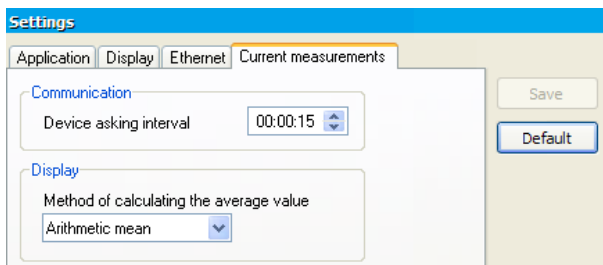 Settings
Application Display Ethernet Current measurements
Communication
Device asking interval 00:00:15
Save
Default
Display
Method of calculating the average value
Arithmetic mean